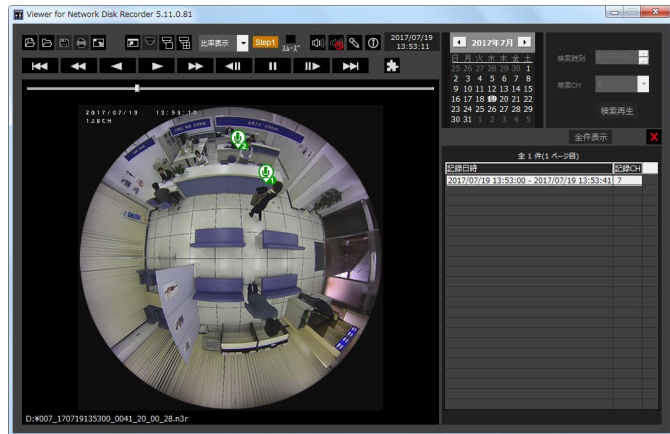 Viewer for Network Disk Recorder 5.11.0.81
比率表示
Step1
ｽﾑｰｽﾞ
2017/07/19
13:53:11
2017年7月
日 月 火 水 木 金 土
25 26 27 28 29 30 1
2 3 4 5 6 7 8
9 10 11 12 13 14 15
16 17 18 19 20 21 22
23 24 25 26 27 28 29
30 31 1 2 3 4 5
検索時刻
検索CH
1
検索再生
全件表示
X
全 1 件(1 ページ目)
記録日時 記録CH
2017/07/19 13:53:00 - 2017/07/19 13:53:41 7
2017/07/19 13:53:10
128CH
2
1
D:¥007_170719135300_0041_20_00_28.n3r